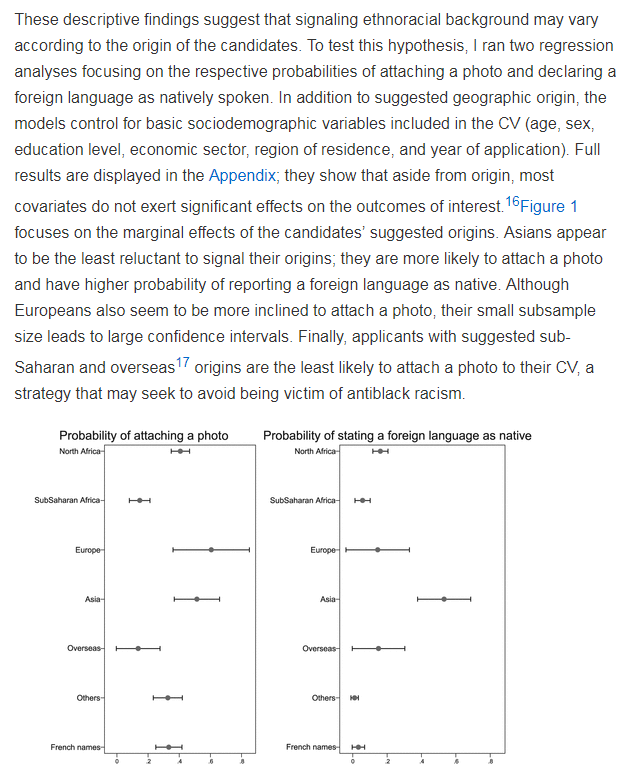 These descriptive findings suggest that signaling ethnoracial background may vary
according to the origin of the candidates. To test this hypothesis, I ran two regression
analyses focusing on the respective probabilities of attaching a photo and declaring a
foreign language as natively spoken. In addition to suggested geographic origin, the
models control for basic sociodemographic variables included in the CV (age, sex,
education level, economic sector, region of residence, and year of application). Full
results are displayed in the Appendix; they show that aside from origin, most
covariates do not exert significant effects on the outcomes of interest.16Figure 1
focuses on the marginal effects of the candidates’ suggested origins. Asians appear
to be the least reluctant to signal their origins; they are more likely to attach a photo
and have higher probability of reporting a foreign language as native. Although
Europeans also seem to be more inclined to attach a photo, their small subsample
size leads to large confidence intervals. Finally, applicants with suggested sub-
Saharan and overseas17 origins are the least likely to attach a photo to their CV, a
strategy that may seek to avoid being victim of antiblack racism.
Probability of attaching a photo
North Africa
SubSaharan Africa
Europe
Asia
Overseas
Others
French names
0 .2 .4 .6 .8
Probability of stating a foreign language as native
North Africa
SubSaharan Africa
Europe
Asia
Overseas
Others
French names
0 .2 .4 .6 .8